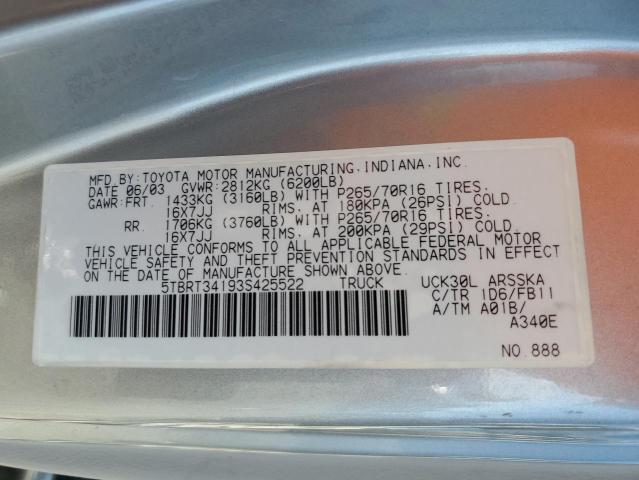 MFD.BY:TOYOTA MOTOR MANUFACTURING,INDIANA,INC.
DATE 06/03 GVWR:2812KG (6200LB)
GAWR:FRT. 1433KG (3160LB) WITH P265/70R16 TIRES.
16X7JJ RIMS. AT 180KPA (26PSI) COLD.
RR. 1706KG (3760LB) WITH P265/70R16 TIRES.
16X7JJ RIMS. AT 200KPA (29PSI) COLD.
THIS VEHICLE CONFORMS TO ALL APPLICABLE FEDERAL MOTOR
VEHICLE SAFETY AND THEFT PREVENTION STANDARDS IN EFFECT
ON THE DATE OF MANUFACTURE SHOWN ABOVE.
5TBRT34193S425522 TRUCK UCK30L ARSSKA
C/TR 1D6/FB11
A/TM A01B/
A340E
NO.888